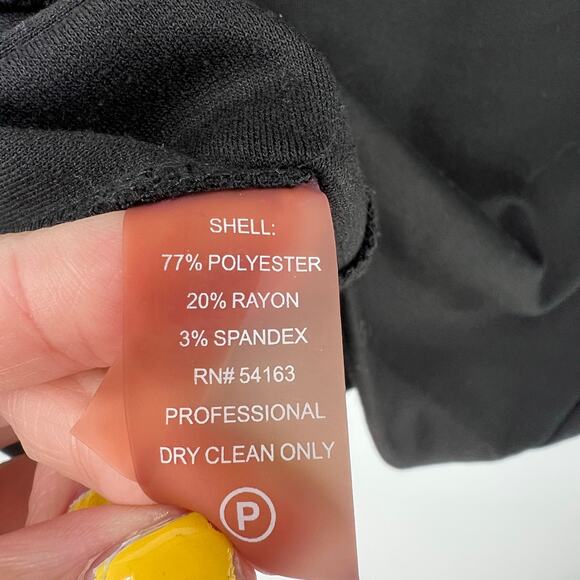 SHELL:
77% POLYESTER
20% RAYON
3% SPANDEX
RN# 54163
PROFESSIONAL
DRY CLEAN ONLY
P